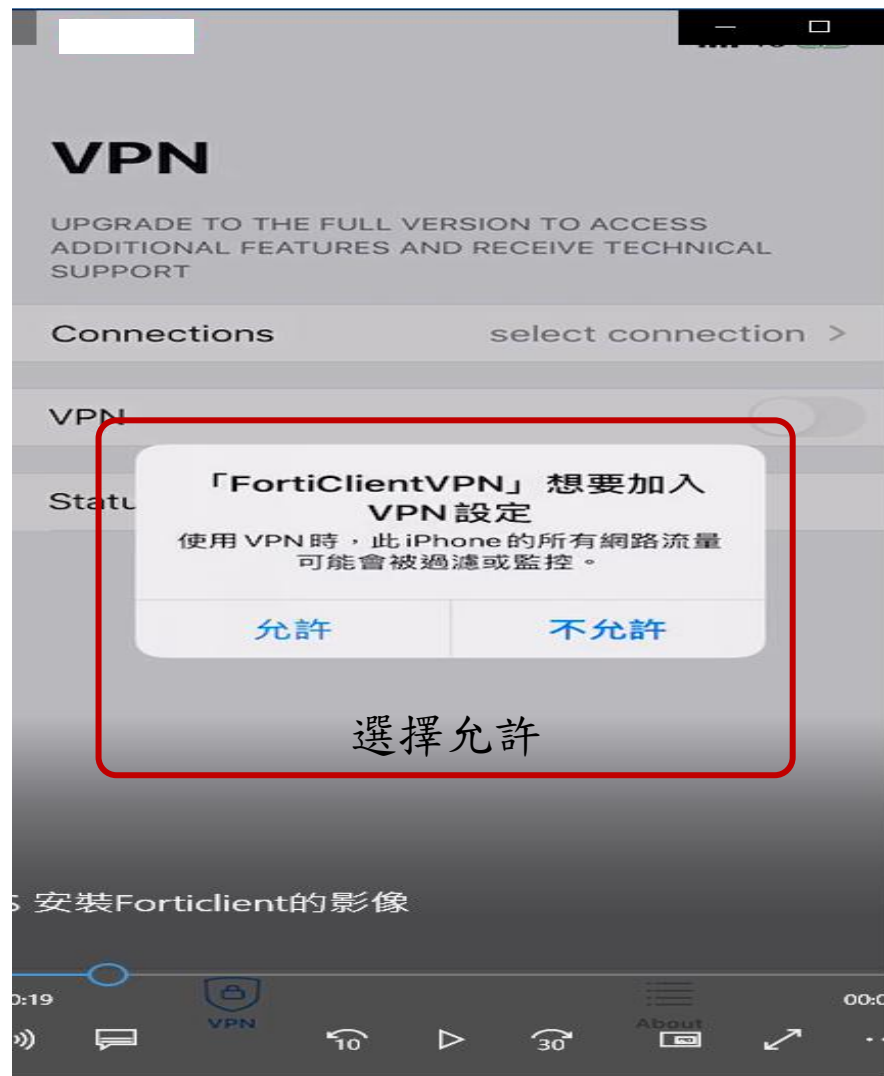 VPN
UPGRADE TO THE FULL VERSION TO ACCESS
ADDITIONAL FEATURES AND RECEIVE TECHNICAL
SUPPORT
Connections select connection >
VPN
Statu
「FortiClientVPN」想要加入
VPN 設定
使用 VPN 時，此 iPhone 的所有網路流量
可能會被過濾或監控。
允許 不允許
選擇允許
S 安裝Forticlient的影像
0:19 00:0
VPN About
10 30